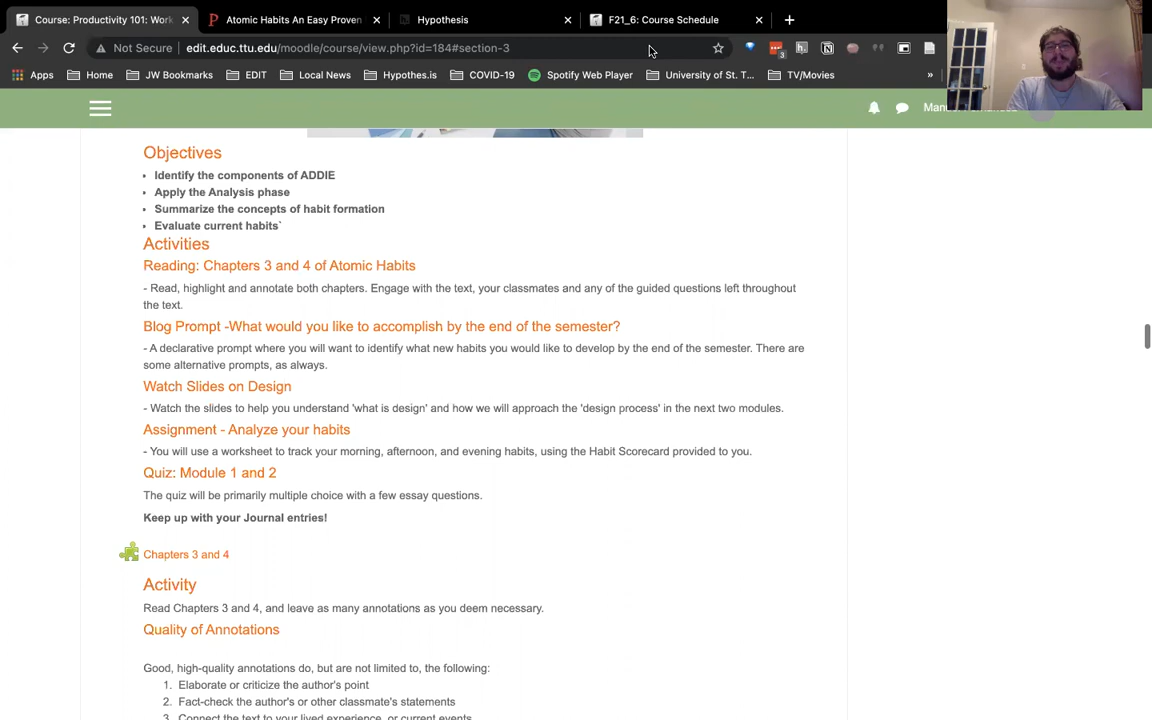 Course: Productivity 101: Work
Atomic Habits An Easy Proven
Hypothesis
F21_6: Course Schedule
Not Secure | edit.educ.ttu.edu/moodle/course/view.php?id=184#section-3
3
Apps Home JW Bookmarks EDIT Local News Hypothes.is COVID-19 Spotify Web Player University of St. T... TV/Movies »
Objectives
• Identify the components of ADDIE
• Apply the Analysis phase
• Summarize the concepts of habit formation
• Evaluate current habits`
Activities
Reading: Chapters 3 and 4 of Atomic Habits
- Read, highlight and annotate both chapters. Engage with the text, your classmates and any of the guided questions left throughout
the text.
Blog Prompt -What would you like to accomplish by the end of the semester?
- A declarative prompt where you will want to identify what new habits you would like to develop by the end of the semester. There are
some alternative prompts, as always.
Watch Slides on Design
- Watch the slides to help you understand 'what is design' and how we will approach the 'design process' in the next two modules.
Assignment - Analyze your habits
- You will use a worksheet to track your morning, afternoon, and evening habits, using the Habit Scorecard provided to you.
Quiz: Module 1 and 2
The quiz will be primarily multiple choice with a few essay questions.
Keep up with your Journal entries!
Chapters 3 and 4
Activity
Read Chapters 3 and 4, and leave as many annotations as you deem necessary.
Quality of Annotations
Good, high-quality annotations do, but are not limited to, the following:
1. Elaborate or criticize the author's point
2. Fact-check the author's or other classmate's statements
3. Connect the text to your lived experience, or current events